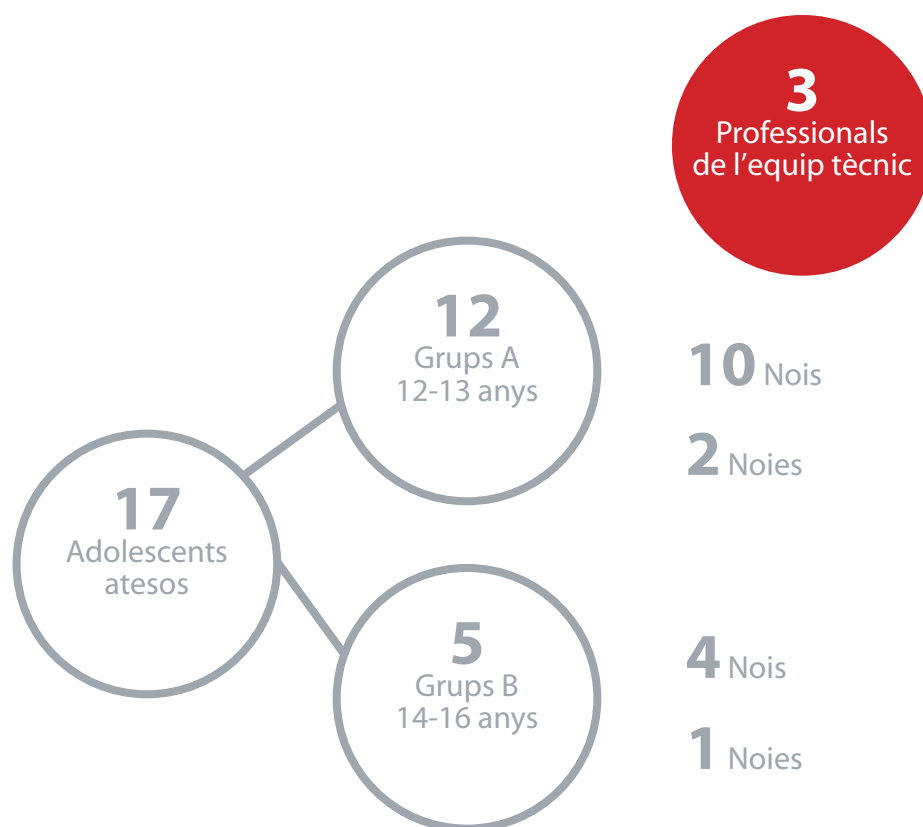 3
Professionals
de l’equip tècnic
12
Grups A
12-13 anys
10 Nois
2 Noies
17
Adolescents
atesos
5
Grups B
14-16 anys
4 Nois
1 Noies